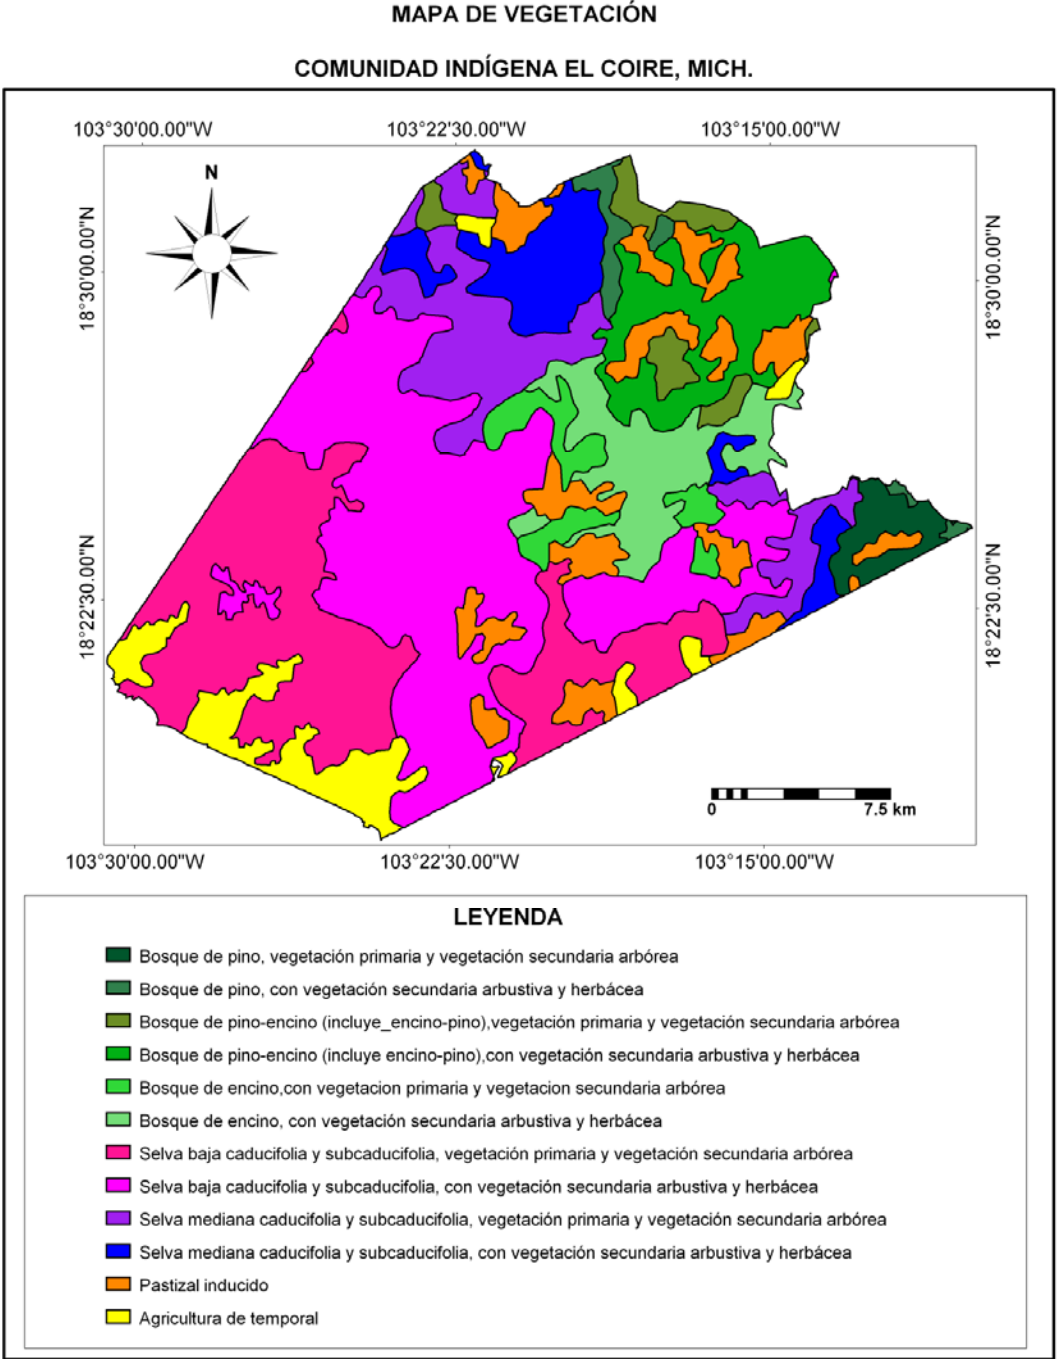 MAPA DE VEGETACIÓN
COMUNIDAD INDÍGENA EL COIRE, MICH.
103°30'00.00"W
103°22'30.00"W
103°15'00.00"W
N
18°30'00.00"N
18°30'00.00"N
18°22'30.00"N
18°22'30.00"N
0
7.5 km
103°30'00.00"W
103°22'30.00"W
103°15'00.00"W
LEYENDA
Bosque de pino, vegetación primaria y vegetación secundaria arbórea
Bosque de pino, con vegetación secundaria arbustiva y herbácea
Bosque de pino-encino (incluye_encino-pino),vegetación primaria y vegetación secundaria arbórea
Bosque de pino-encino (incluye encino-pino),con vegetación secundaria arbustiva y herbácea
Bosque de encino,con vegetacion primaria y vegetacion secundaria arbórea
Bosque de encino, con vegetación secundaria arbustiva y herbácea
Selva baja caducifolia y subcaducifolia, vegetación primaria y vegetación secundaria arbórea
Selva baja caducifolia y subcaducifolia, con vegetación secundaria arbustiva y herbácea
Selva mediana caducifolia y subcaducifolia, vegetación primaria y vegetación secundaria arbórea
Selva mediana caducifolia y subcaducifolia, con vegetación secundaria arbustiva y herbácea
Pastizal inducido
Agricultura de temporal